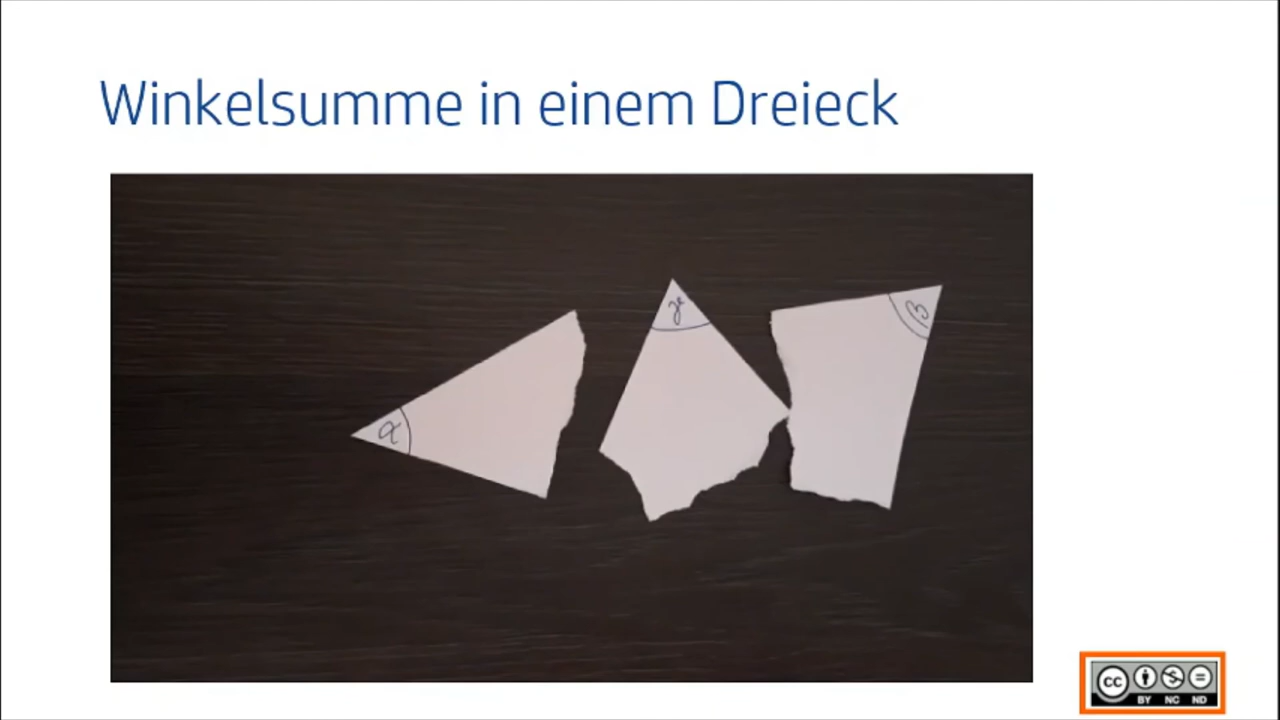 Winkelsumme in einem Dreieck
α
γ
β
cc
BY NC ND